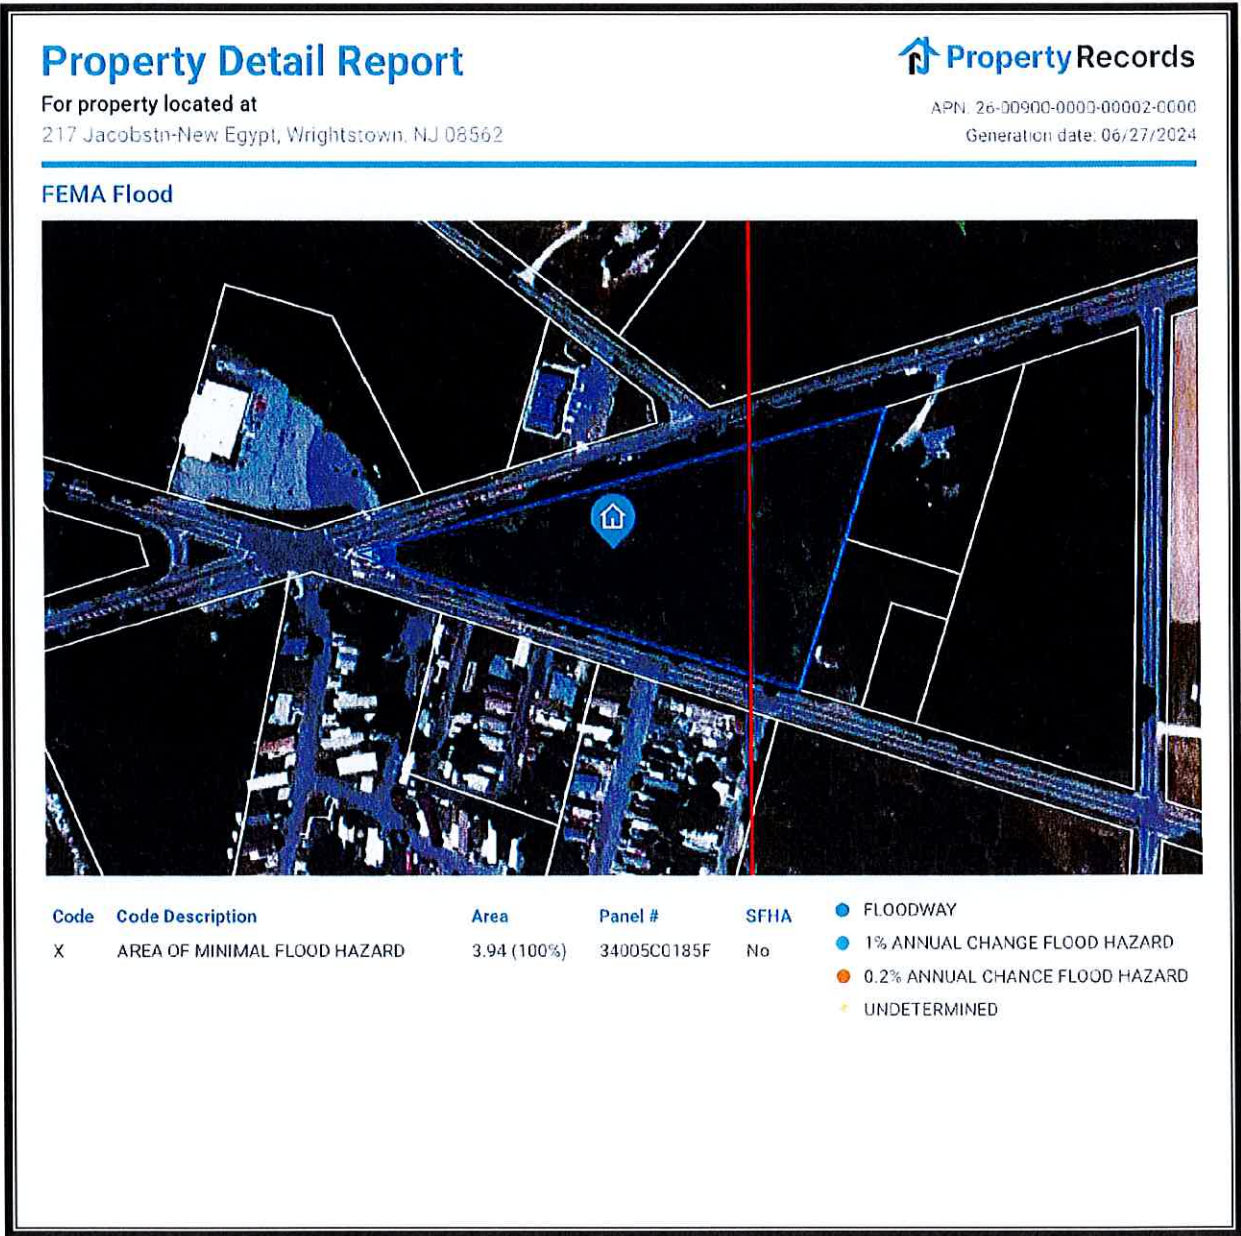 Property Detail Report
PropertyRecords
For property located at
APN: 26-00900-0000-00002-0000
217 Jacobstn-New Egypt, Wrightstown, NJ 08562
Generation date: 06/27/2024
FEMA Flood
Code Code Description Area Panel # SFHA
X AREA OF MINIMAL FLOOD HAZARD 3.94 (100%) 34005C0185F No
FLOODWAY
1% ANNUAL CHANGE FLOOD HAZARD
0.2% ANNUAL CHANCE FLOOD HAZARD
UNDETERMINED